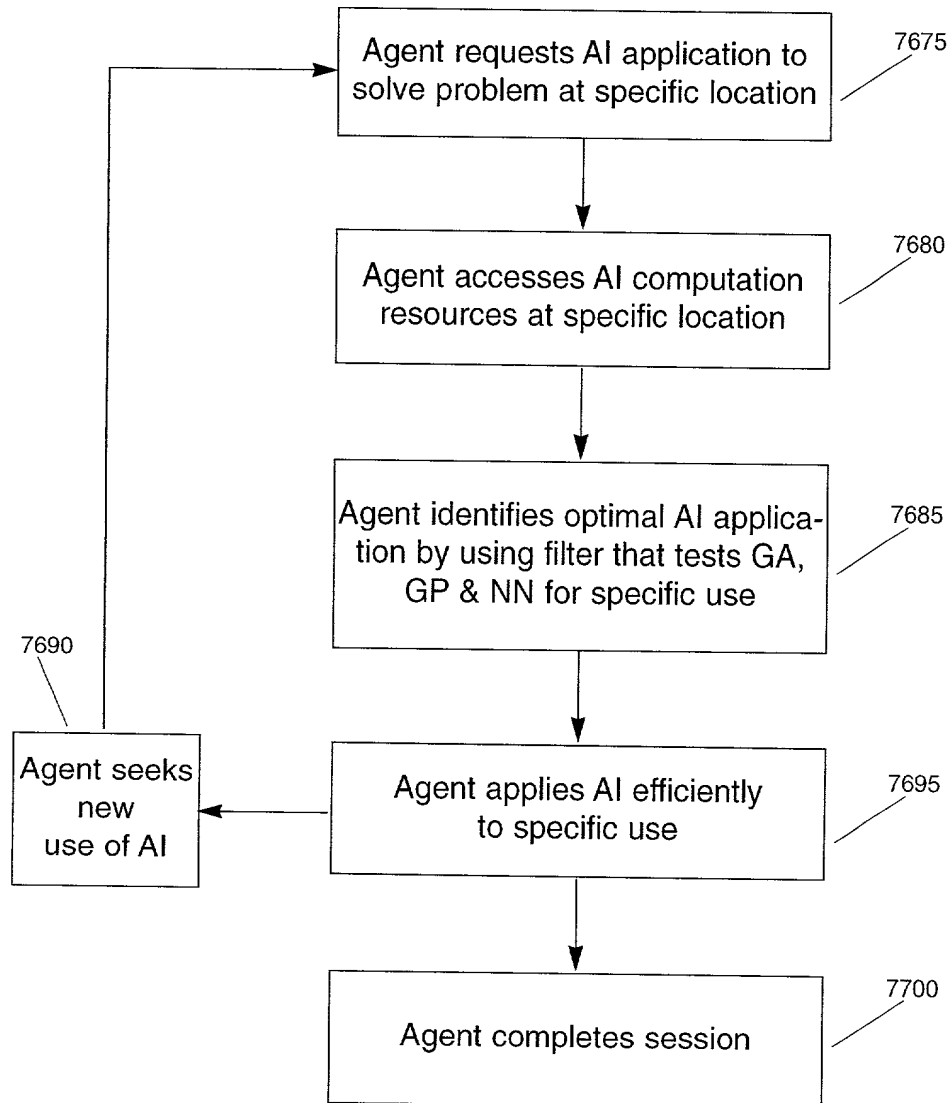 Agent requests AI application to
solve problem at specific location
7675
Agent accesses AI computation
resources at specific location
7680
Agent identifies optimal AI applica-
tion by using filter that tests GA,
GP & NN for specific use
7685
7690
Agent seeks
new
use of AI
Agent applies AI efficiently
to specific use
7695
Agent completes session
7700